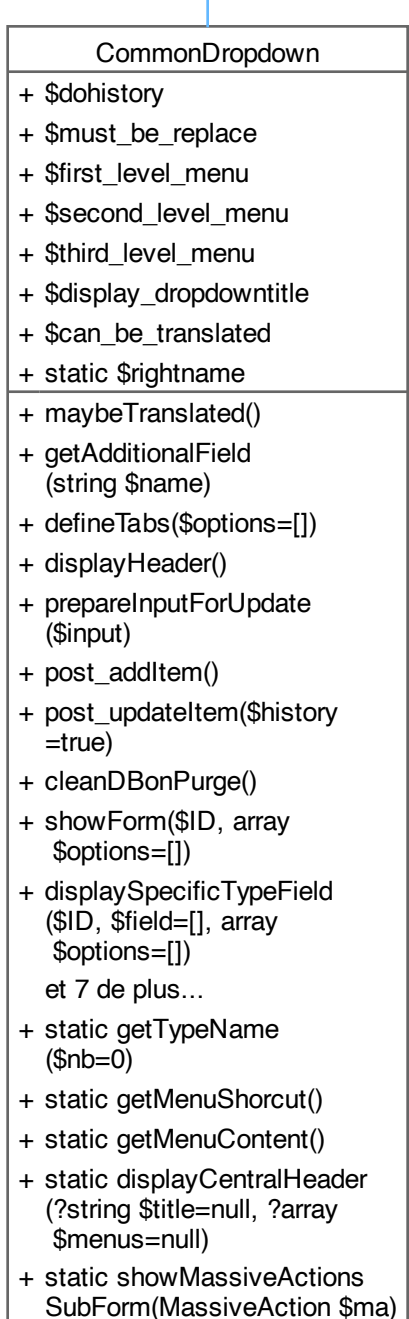 CommonDropdown
+ $dohistory
+ $must_be_replace
+ $first_level_menu
+ $second_level_menu
+ $third_level_menu
+ $display_dropdowntitle
+ $can_be_translated
+ static $rightname
+ maybeTranslated()
+ getAdditionalField
(string $name)
+ defineTabs($options=[])
+ displayHeader()
+ prepareInputForUpdate
($input)
+ post_addItem()
+ post_updateItem($history
=true)
+ cleanDBonPurge()
+ showForm($ID, array
$options=[])
+ displaySpecificTypeField
($ID, $field=[], array
$options=[])
et 7 de plus...
+ static getTypeName
($nb=0)
+ static getMenuShorcut()
+ static getMenuContent()
+ static displayCentralHeader
(?string $title=null, ?array
$menus=null)
+ static showMassiveActions
SubForm(MassiveAction $ma)